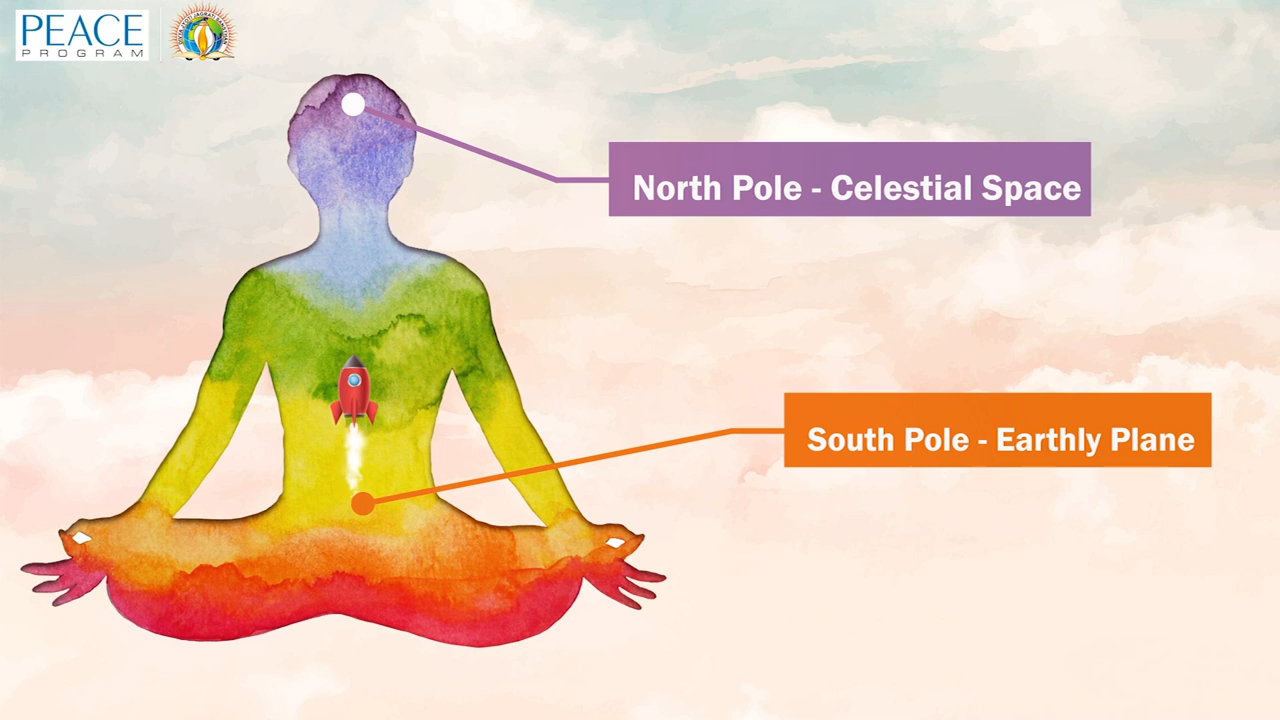 PEACE
PROGRAM
North Pole - Celestial Space
South Pole - Earthly Plane